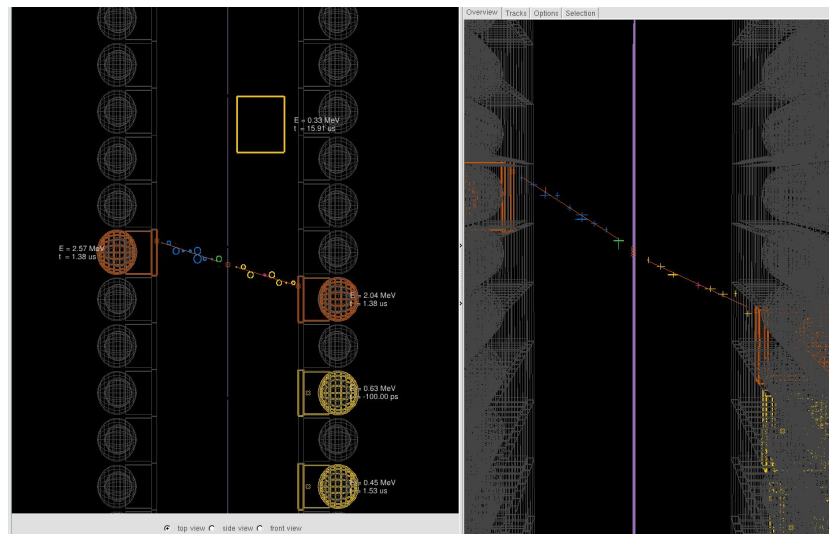 Overview Tracks Options Selection
E = 0.33 MeV
t = 15.91 us
E = 2.57 MeV
t = 1.38 us
E = 2.04 MeV
t = 1.38 us
E = 0.63 MeV
t = -100.00 ps
E = 0.45 MeV
t = 1.53 us
top view side view front view